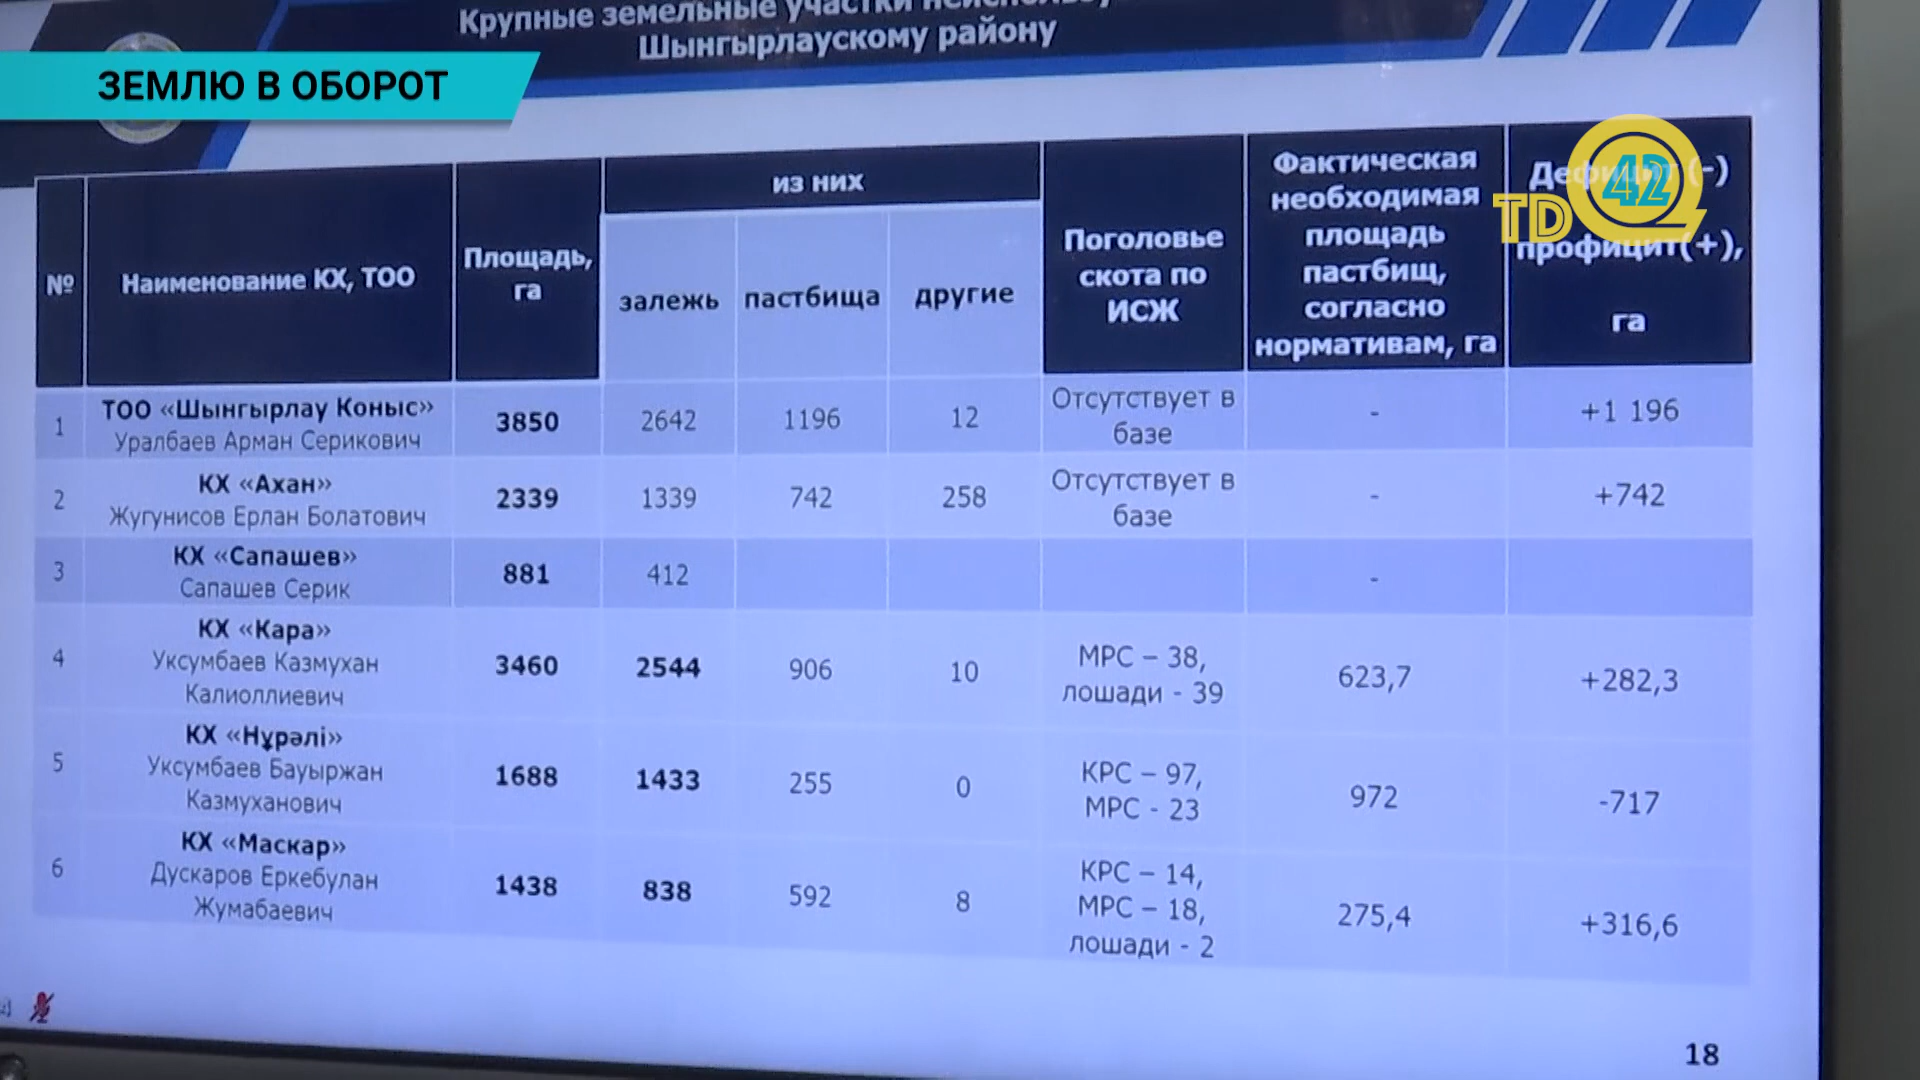 Крупные земельные участки
Шынгырлаускому району
ЗЕМЛЮ В ОБОРОТ
TDQ 42
№
Наименование КХ, ТОО
Площадь,
га
из них
залежь
пастбища
другие
Поголовье
скота по
ИСЖ
Фактическая
необходимая
площадь
пастбищ,
согласно
нормативам, га
Дефицит (-)
профицит(+),
га
1
ТОО «Шынгырлау Коныс»
Уралбаев Арман Серикович
3850
2642
1196
12
Отсутствует в
базе
-
+1 196
2
КХ «Ахан»
Жугунисов Ерлан Болатович
2339
1339
742
258
Отсутствует в
базе
-
+742
3
КХ «Сапашев»
Сапашев Серик
881
412
-
4
КХ «Кара»
Уксумбаев Казмухан
Калиоллиевич
3460
2544
906
10
МРС – 38,
лошади - 39
623,7
+282,3
5
КХ «Нұрәлі»
Уксумбаев Бауыржан
Казмуханович
1688
1433
255
0
КРС – 97,
МРС - 23
972
-717
6
КХ «Маскар»
Дускаров Еркебулан
Жумабаевич
1438
838
592
8
КРС – 14,
МРС – 18,
лошади - 2
275,4
+316,6
18